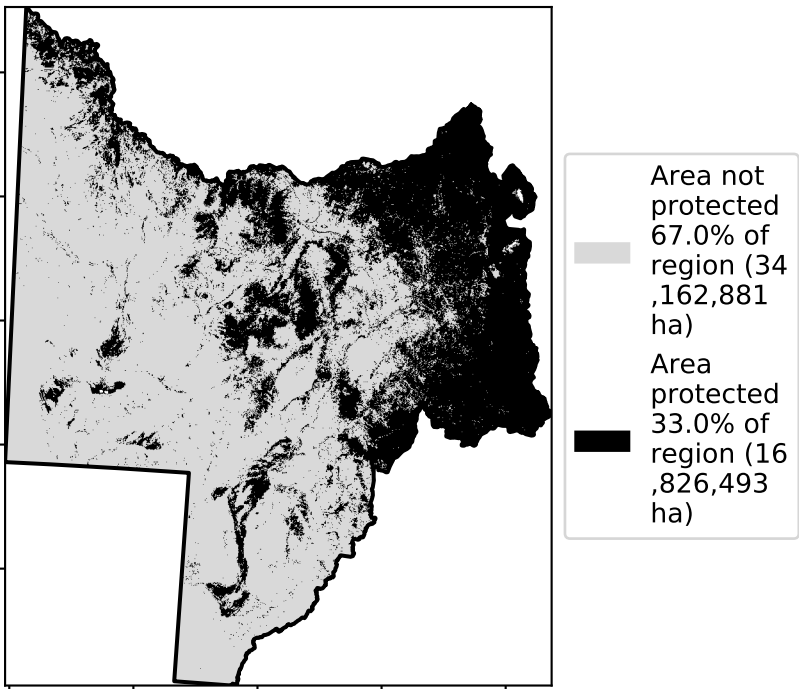 Area not
protected
67.0% of
region (34
,162,881
ha)
Area
protected
33.0% of
region (16
,826,493
ha)